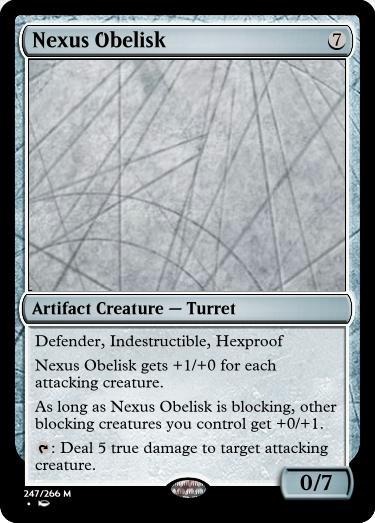 Nexus Obelisk 7
Artifact Creature — Turret
Defender, Indestructible, Hexproof
Nexus Obelisk gets +1/+0 for each
attacking creature.
As long as Nexus Obelisk is blocking, other
blocking creatures you control get +0/+1.
: Deal 5 true damage to target attacking
creature.
0/7
247/266 M